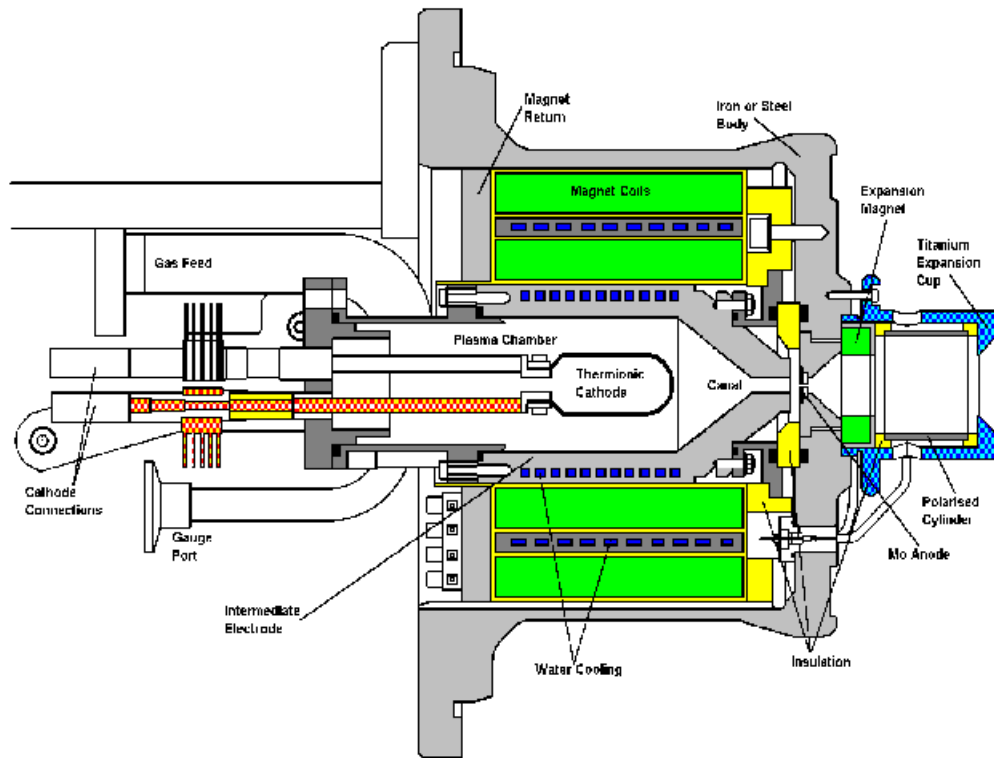 Magnet
Return
Iron or Steel
Body
Magnet Coils
Expansion
Magnet
Titanium
Expansion
Cup
Gas Feed
Plasma Chamber
Thermionic
Cathode
Canal
Cathode
Connections
Gauge
Port
Polarised
Cylinder
Mo Anode
Intermediate
Electrode
Water Cooling
Insulation